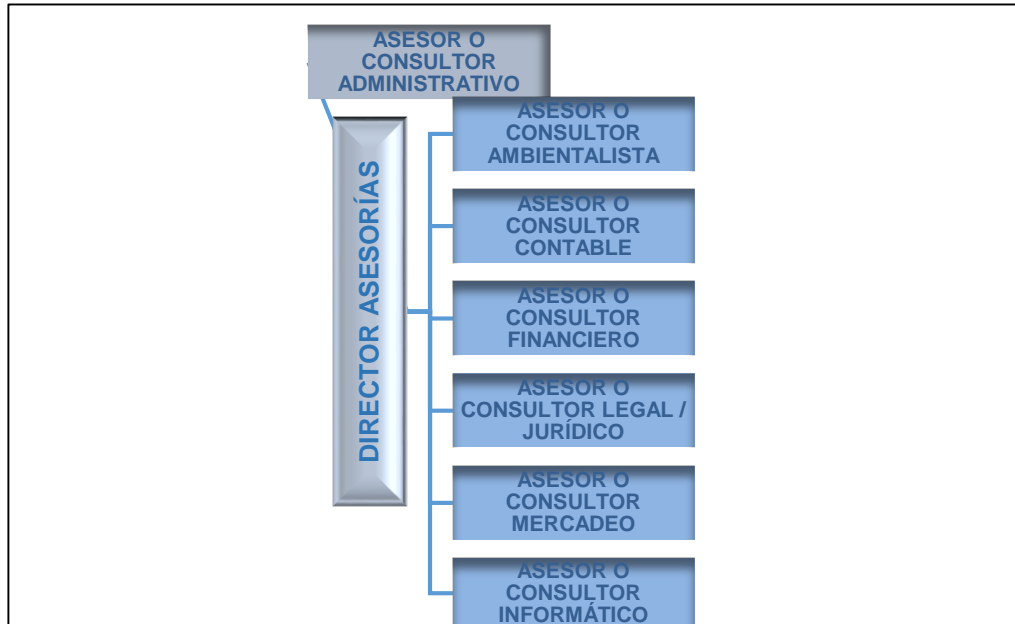 ASESOR O
CONSULTOR
ADMINISTRATIVO
DIRECTOR ASESORÍAS
ASESOR O
CONSULTOR
AMBIENTALISTA
ASESOR O
CONSULTOR
CONTABLE
ASESOR O
CONSULTOR
FINANCIERO
ASESOR O
CONSULTOR LEGAL /
JURÍDICO
ASESOR O
CONSULTOR
MERCADEO
ASESOR O
CONSULTOR
INFORMÁTICO